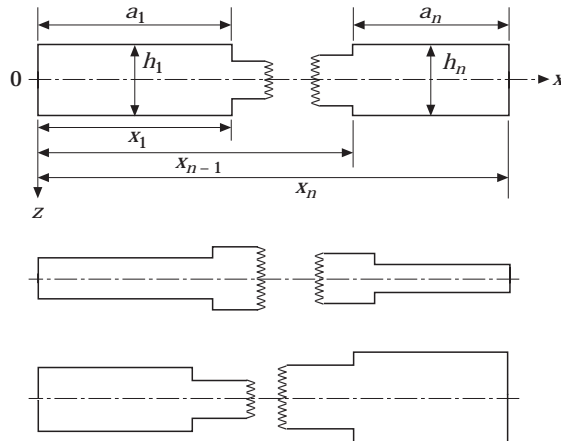 a₁ aₙ
0 h₁ hₙ x
x₁
xₙ₋₁
xₙ
z